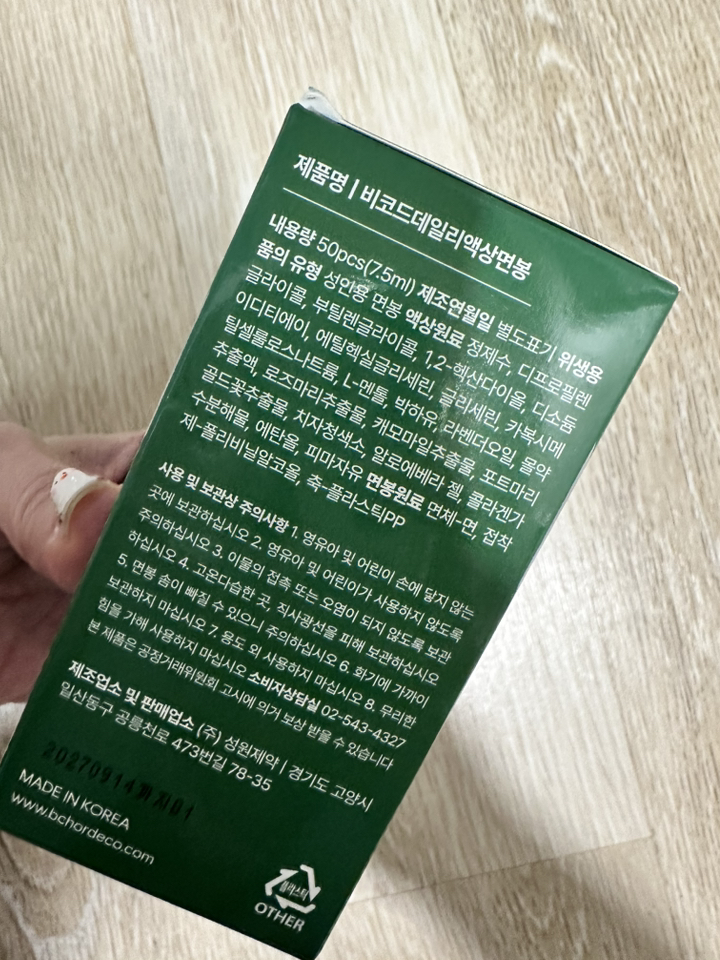 제품명 | 비코드데일리액상면봉
내용량 50pcs(7.5ml) 제조연월일 별도표기 위생용
품의 유형 성인용 면봉 액상원료 정제수, 디프로필렌
글라이콜, 부틸렌글라이콜, 1,2-헥산다이올, 디소듐
이디티에이, 에틸헥실글리세린, 글리세린, 카복시메
틸셀룰로스나트륨, L-멘톨, 박하유, 라벤더오일, 몰약
추출액, 로즈마리추출물, 캐모마일추출물, 포트마리
골드꽃추출물, 치자청색소, 알로에베라 젤, 콜라겐가
수분해물, 에탄올, 피마자유 면봉원료 면체-면, 접착
제-폴리비닐알코올, 축-플라스틱PP
사용 및 보관상 주의사항 1. 영유아 및 어린이 손에 닿지 않는
곳에 보관하십시오 2. 영유아 및 어린이가 사용하지 않도록
주의하십시오 3. 이물의 접촉 또는 오염이 되지 않도록 보관
하십시오 4. 고온다습한 곳, 직사광선을 피해 보관하십시오
5. 면봉 솜이 빠질 수 있으니 주의하십시오 6. 화기에 가까이
보관하지 마십시오 7. 용도 외 사용하지 마십시오 8. 무리한
힘을 가해 사용하지 마십시오 소비자상담실 02-543-4327
본 제품은 공정거래위원회 고시에 의거 보상 받을 수 있습니다
제조업소 및 판매업소 (주) 성원제약 | 경기도 고양시
일산동구 공릉천로 473번길 78-35
20270914까지01
MADE IN KOREA
www.bchordeco.com
플라스틱
OTHER